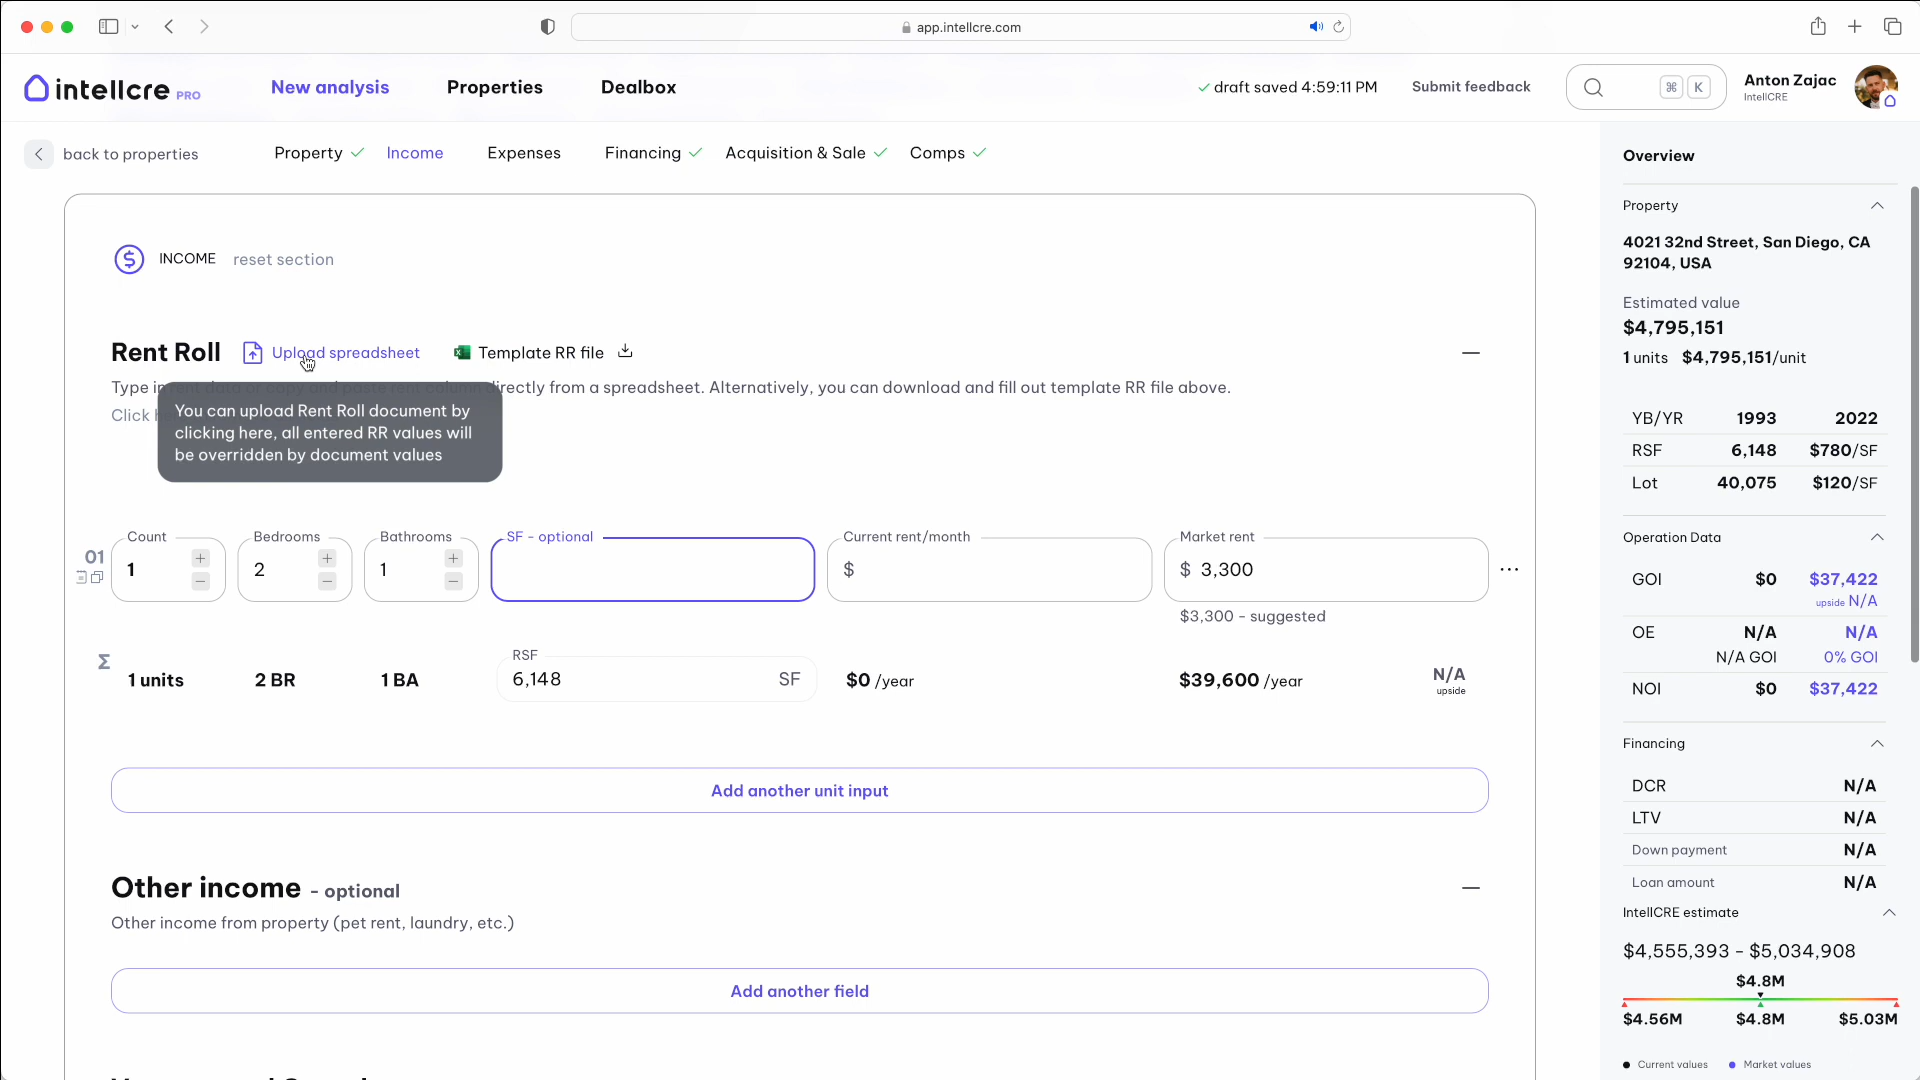 app.intellcre.com
intellcre PRO
New analysis
Properties
Dealbox
draft saved 4:59:11 PM
Submit feedback
⌘ K
Anton Zajac
IntellCRE
back to properties
Property
Income
Expenses
Financing
Acquisition & Sale
Comps
INCOME
reset section
Rent Roll
Upload spreadsheet
Template RR file
Type in rent data or copy and paste rent column directly from a spreadsheet. Alternatively, you can download and fill out template RR file above.
Click
You can upload Rent Roll document by
clicking here, all entered RR values will
be overridden by document values
01
Count
1
Bedrooms
2
Bathrooms
1
SF - optional
Current rent/month
$
Market rent
$ 3,300
$3,300 - suggested
Σ
1 units
2 BR
1 BA
RSF
6,148 SF
$0 /year
$39,600 /year
N/A
upside
Add another unit input
Other income - optional
Other income from property (pet rent, laundry, etc.)
Add another field
Overview
Property
4021 32nd Street, San Diego, CA
92104, USA
Estimated value
$4,795,151
1 units $4,795,151/unit
YB/YR 1993 2022
RSF 6,148 $780/SF
Lot 40,075 $120/SF
Operation Data
GOI $0 $37,422
upside N/A
OE N/A N/A
N/A GOI 0% GOI
NOI $0 $37,422
Financing
DCR N/A
LTV N/A
Down payment N/A
Loan amount N/A
IntellCRE estimate
$4,555,393 - $5,034,908
$4.8M
$4.56M $4.8M $5.03M
Current values Market values